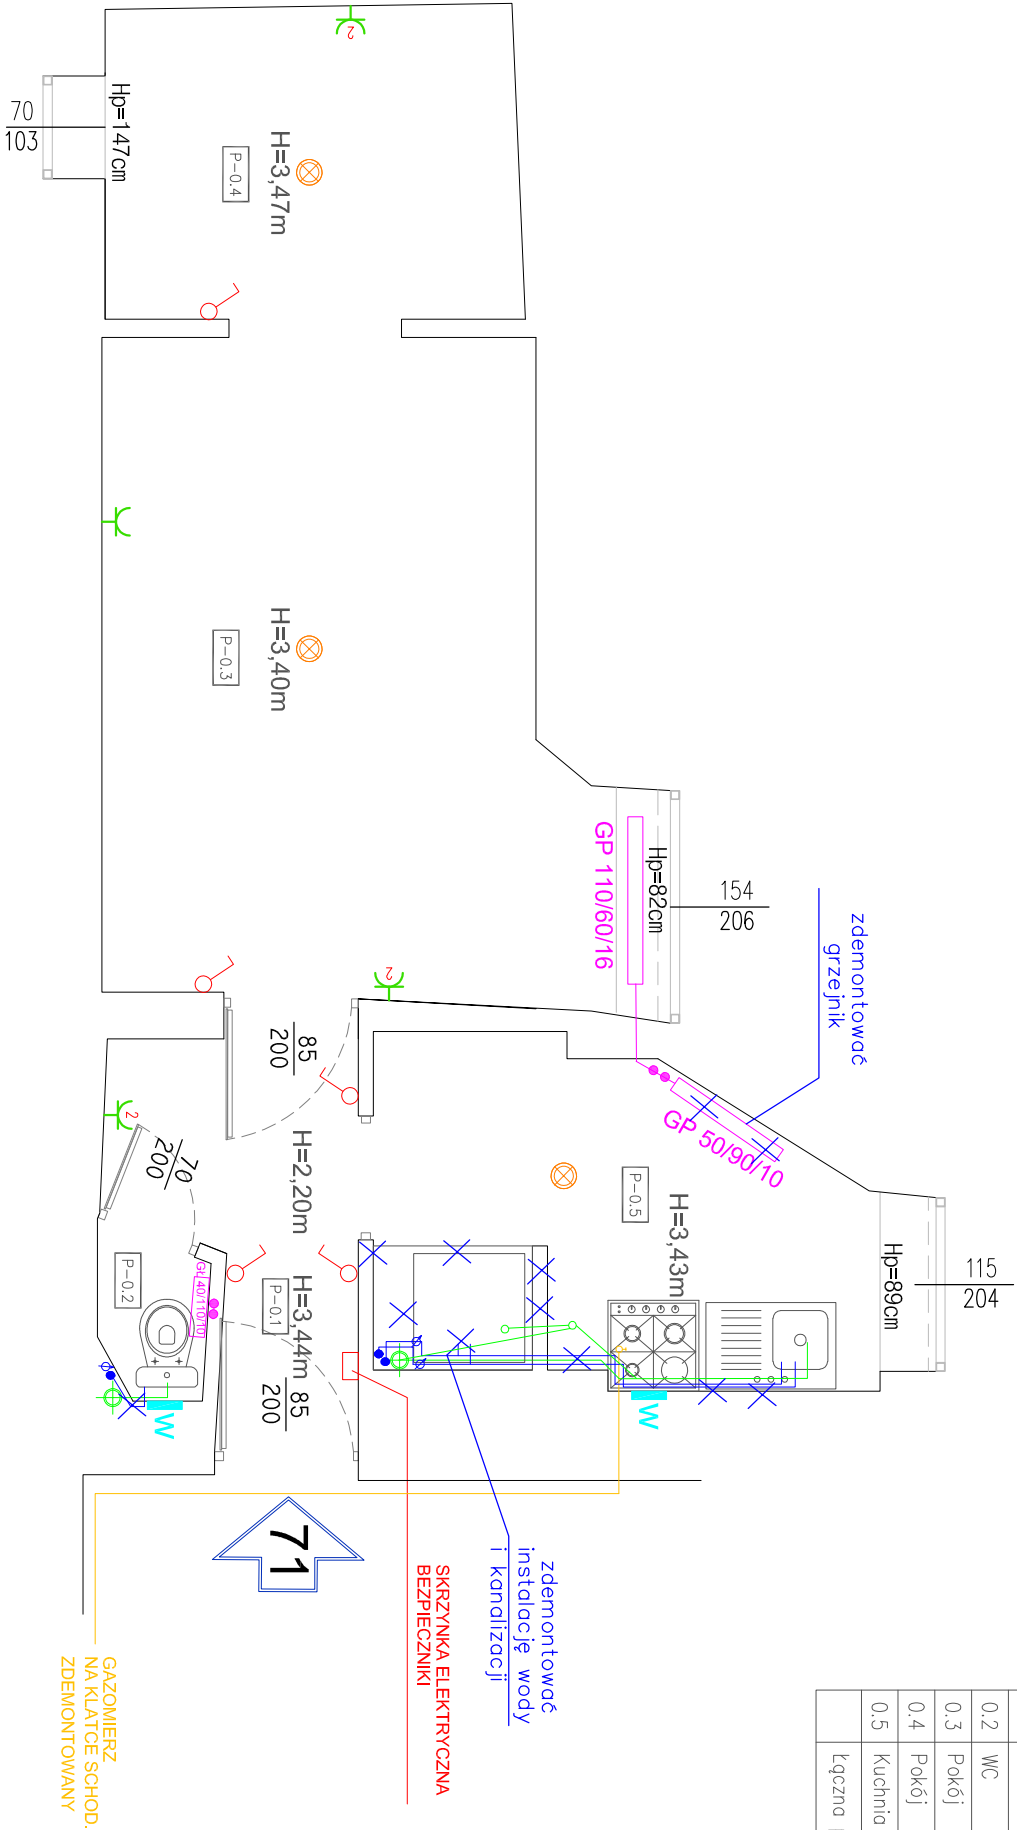 Hp=147cm
70
103
2
H=3,47m
P-0.4
H=3,40m
P-0.3
GP 110/60/16
Hp=82cm
154
206
zdemontować
grzejnik
2
85
200
GP 50/90/10
2
70
200
H=2,20m
P-0.5
H=3,43m
Hp=89cm
115
204
P-0.2
GŁ 40/110/10
P-0.1
H=3,44m
85
200
W
W
71
zdemontować
instalację wody
i kanalizacji
SKRZYNKA ELEKTRYCZNA
BEZPIECZNIKI
GAZOMIERZ
NA KLATCE SCHOD.
ZDEMONTOWANY
0.2 WC
0.3 Pokój
0.4 Pokój
0.5 Kuchnia
Łączna